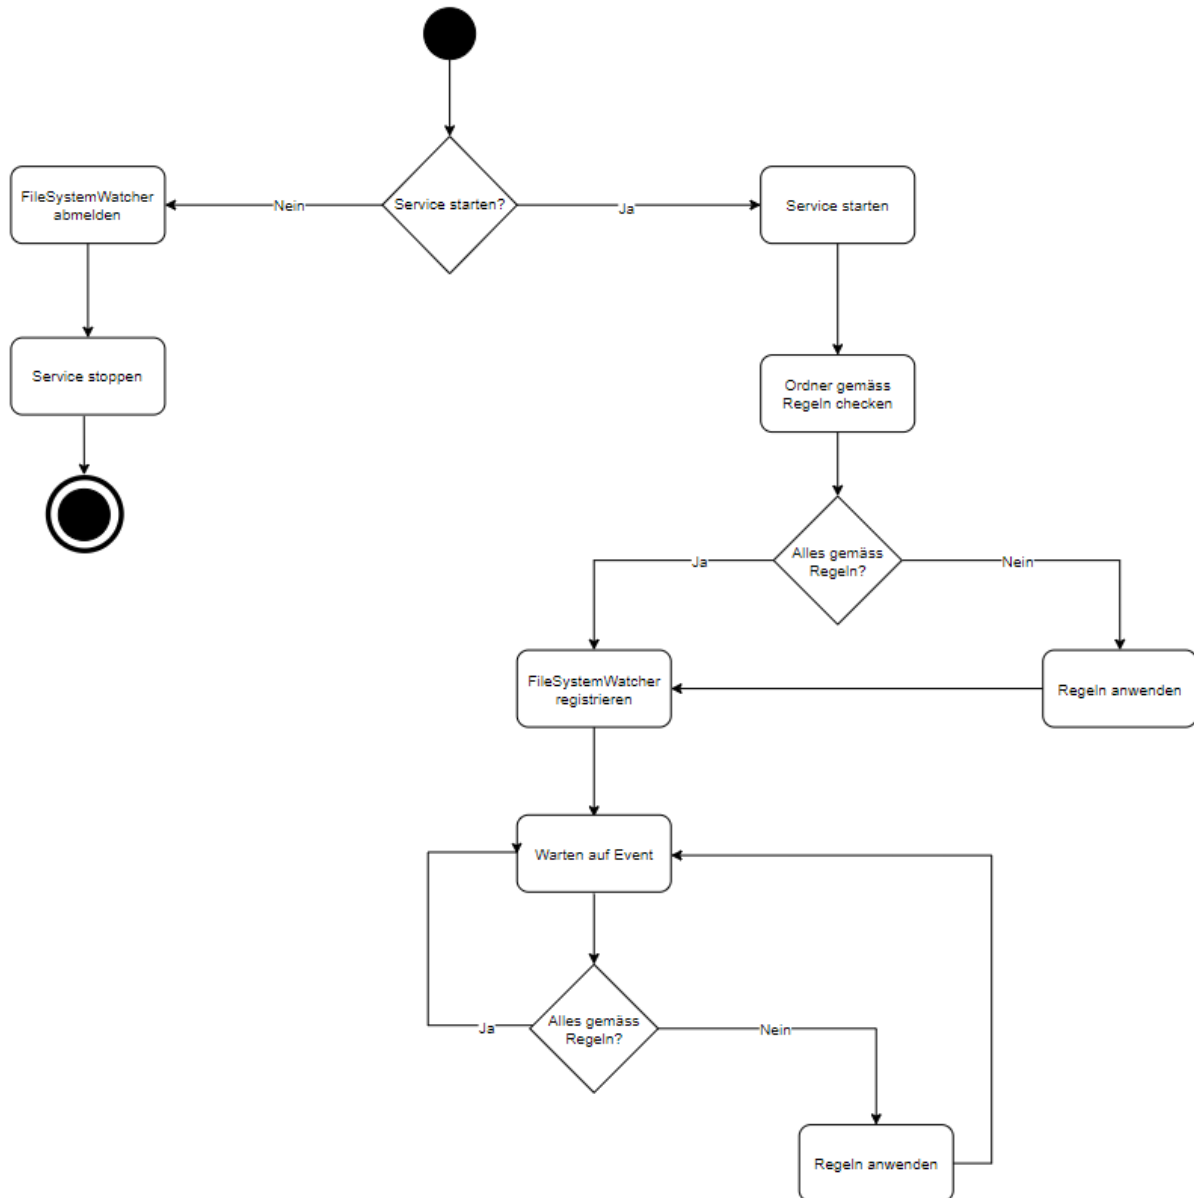 FileSystemWatcher
abmelden
Nein
Service starten?
Ja
Service starten
Service stoppen
Ordner gemäss
Regeln checken
Ja
Alles gemäss
Regeln?
Nein
FileSystemWatcher
registrieren
Regeln anwenden
Warten auf Event
Ja
Alles gemäss
Regeln?
Nein
Regeln anwenden